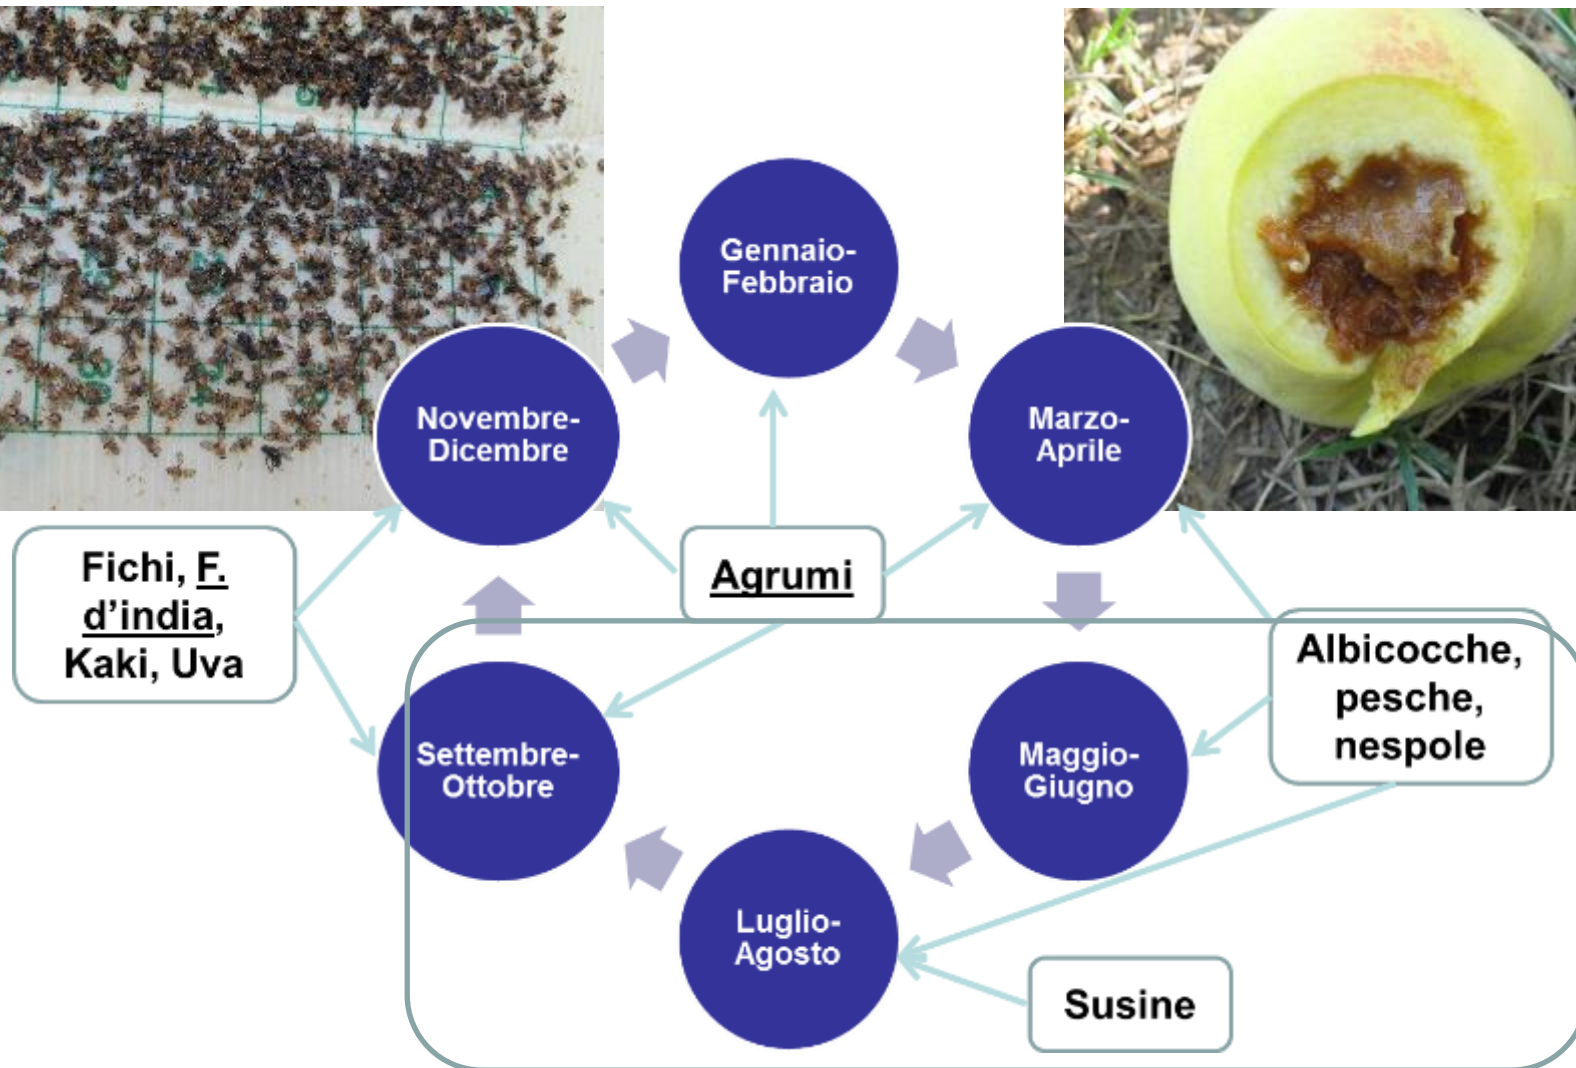 Gennaio-
Febbraio
Novembre-
Dicembre
Marzo-
Aprile
Fichi, F.
d’india,
Kaki, Uva
Agrumi
Albicocche,
pesche,
nespole
Settembre-
Ottobre
Maggio-
Giugno
Luglio-
Agosto
Susine